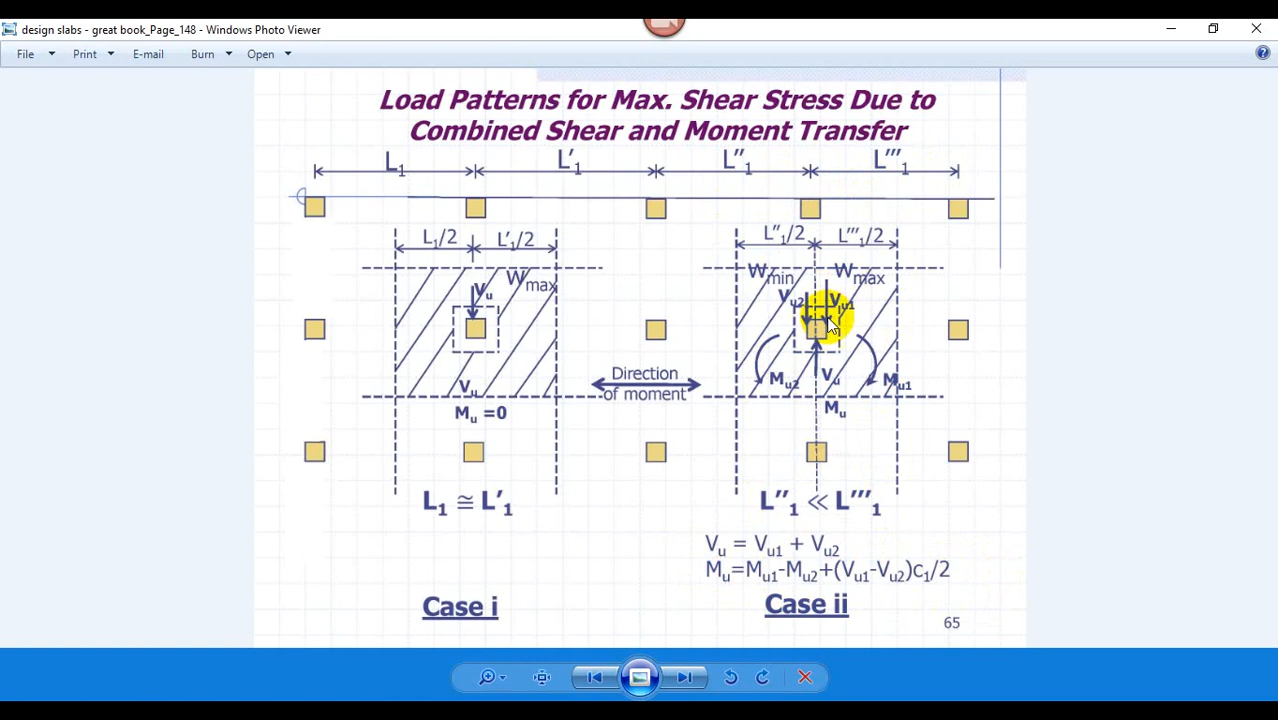 design slabs - great book_Page_148 - Windows Photo Viewer
File Print E-mail Burn Open
Load Patterns for Max. Shear Stress Due to
Combined Shear and Moment Transfer
L₁ L′₁ L″₁ L‴₁
L₁/2 L′₁/2 L″₁/2 L‴₁/2
Wmax Wmin Wmax
Vu Vu2 Vu1
Direction
of moment
Vu Mu2 Vu Mu1
Mu =0 Mu
L₁ ≅ L′₁ L″₁ ≪ L‴₁
Vu = Vu1 + Vu2
Mu=Mu1-Mu2+(Vu1-Vu2)c₁/2
Case i Case ii
65